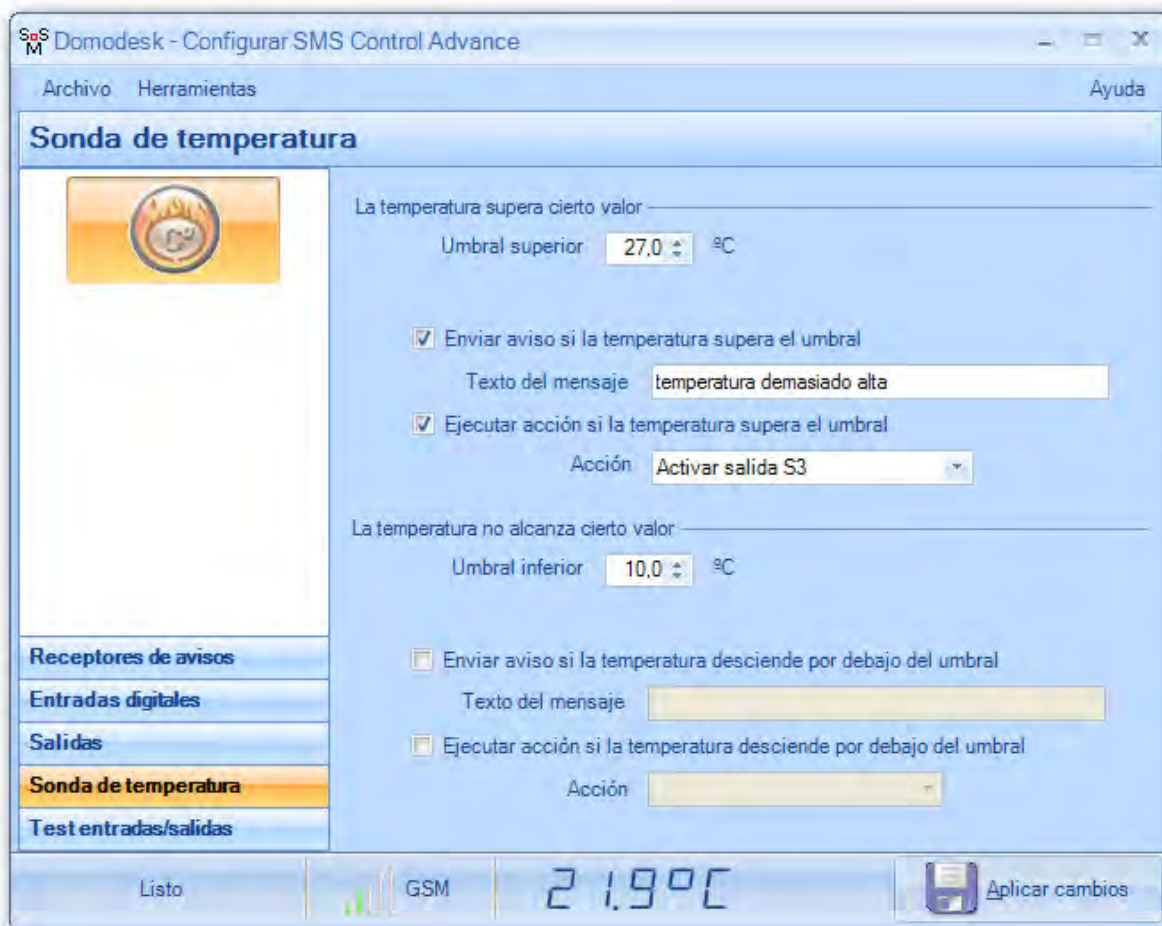 SMS Domodesk - Configurar SMS Control Advance
Archivo Herramientas Ayuda
Sonda de temperatura
La temperatura supera cierto valor
Umbral superior 27,0 ºC
Enviar aviso si la temperatura supera el umbral
Texto del mensaje temperatura demasiado alta
Ejecutar acción si la temperatura supera el umbral
Acción Activar salida S3
La temperatura no alcanza cierto valor
Umbral inferior 10,0 ºC
Enviar aviso si la temperatura desciende por debajo del umbral
Texto del mensaje
Ejecutar acción si la temperatura desciende por debajo del umbral
Acción
Receptores de avisos
Entradas digitales
Salidas
Sonda de temperatura
Test entradas/salidas
Listo GSM 21.9ºC Aplicar cambios